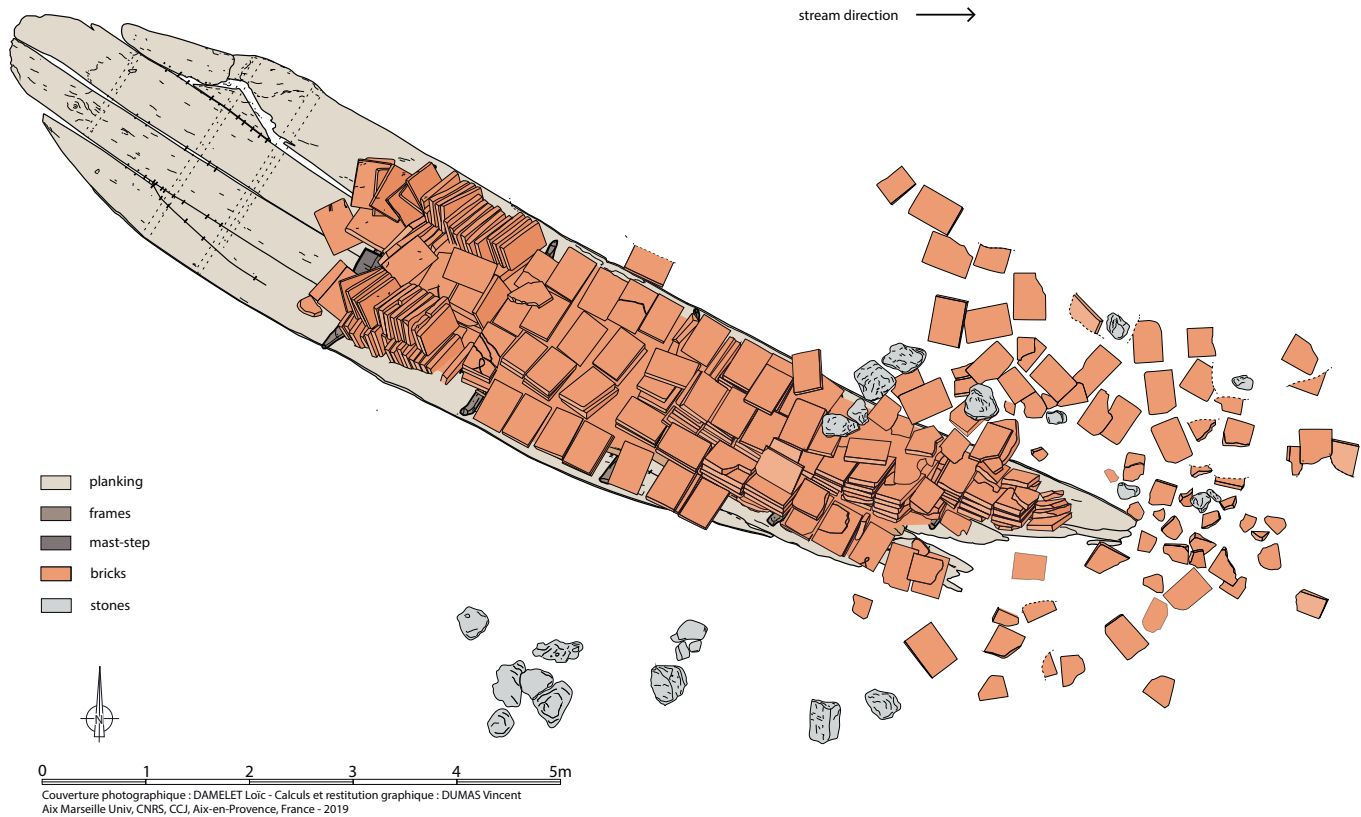 stream direction
planking
frames
mast-step
bricks
stones
N
0 1 2 3 4 5m
Couverture photographique : DAMELET Loïc - Calculs et restitution graphique : DUMAS Vincent
Aix Marseille Univ, CNRS, CCJ, Aix-en-Provence, France - 2019